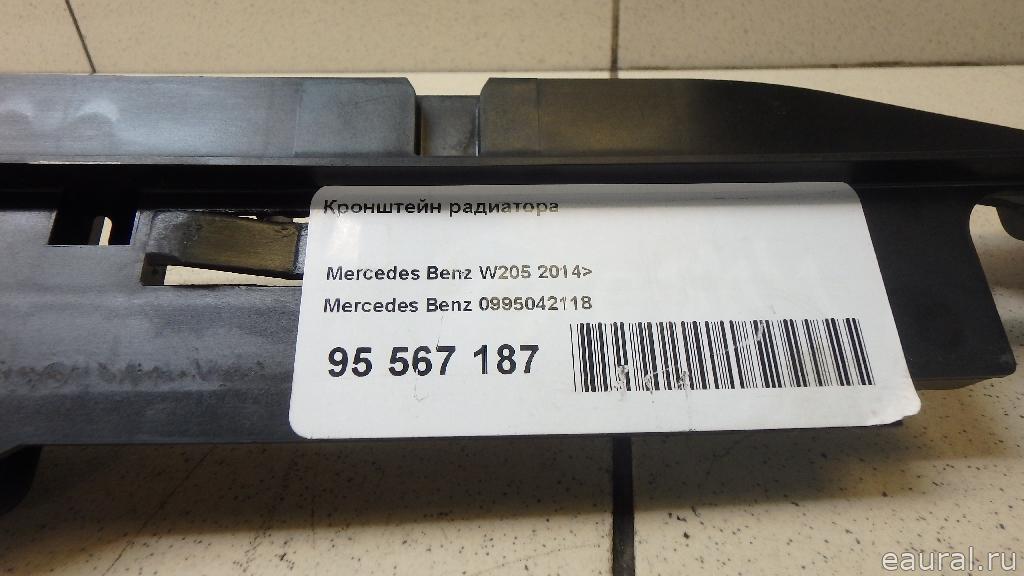 Кронштейн радиатора
Mercedes Benz W205 2014>
Mercedes Benz 0995042118
95 567 187
eaural.ru